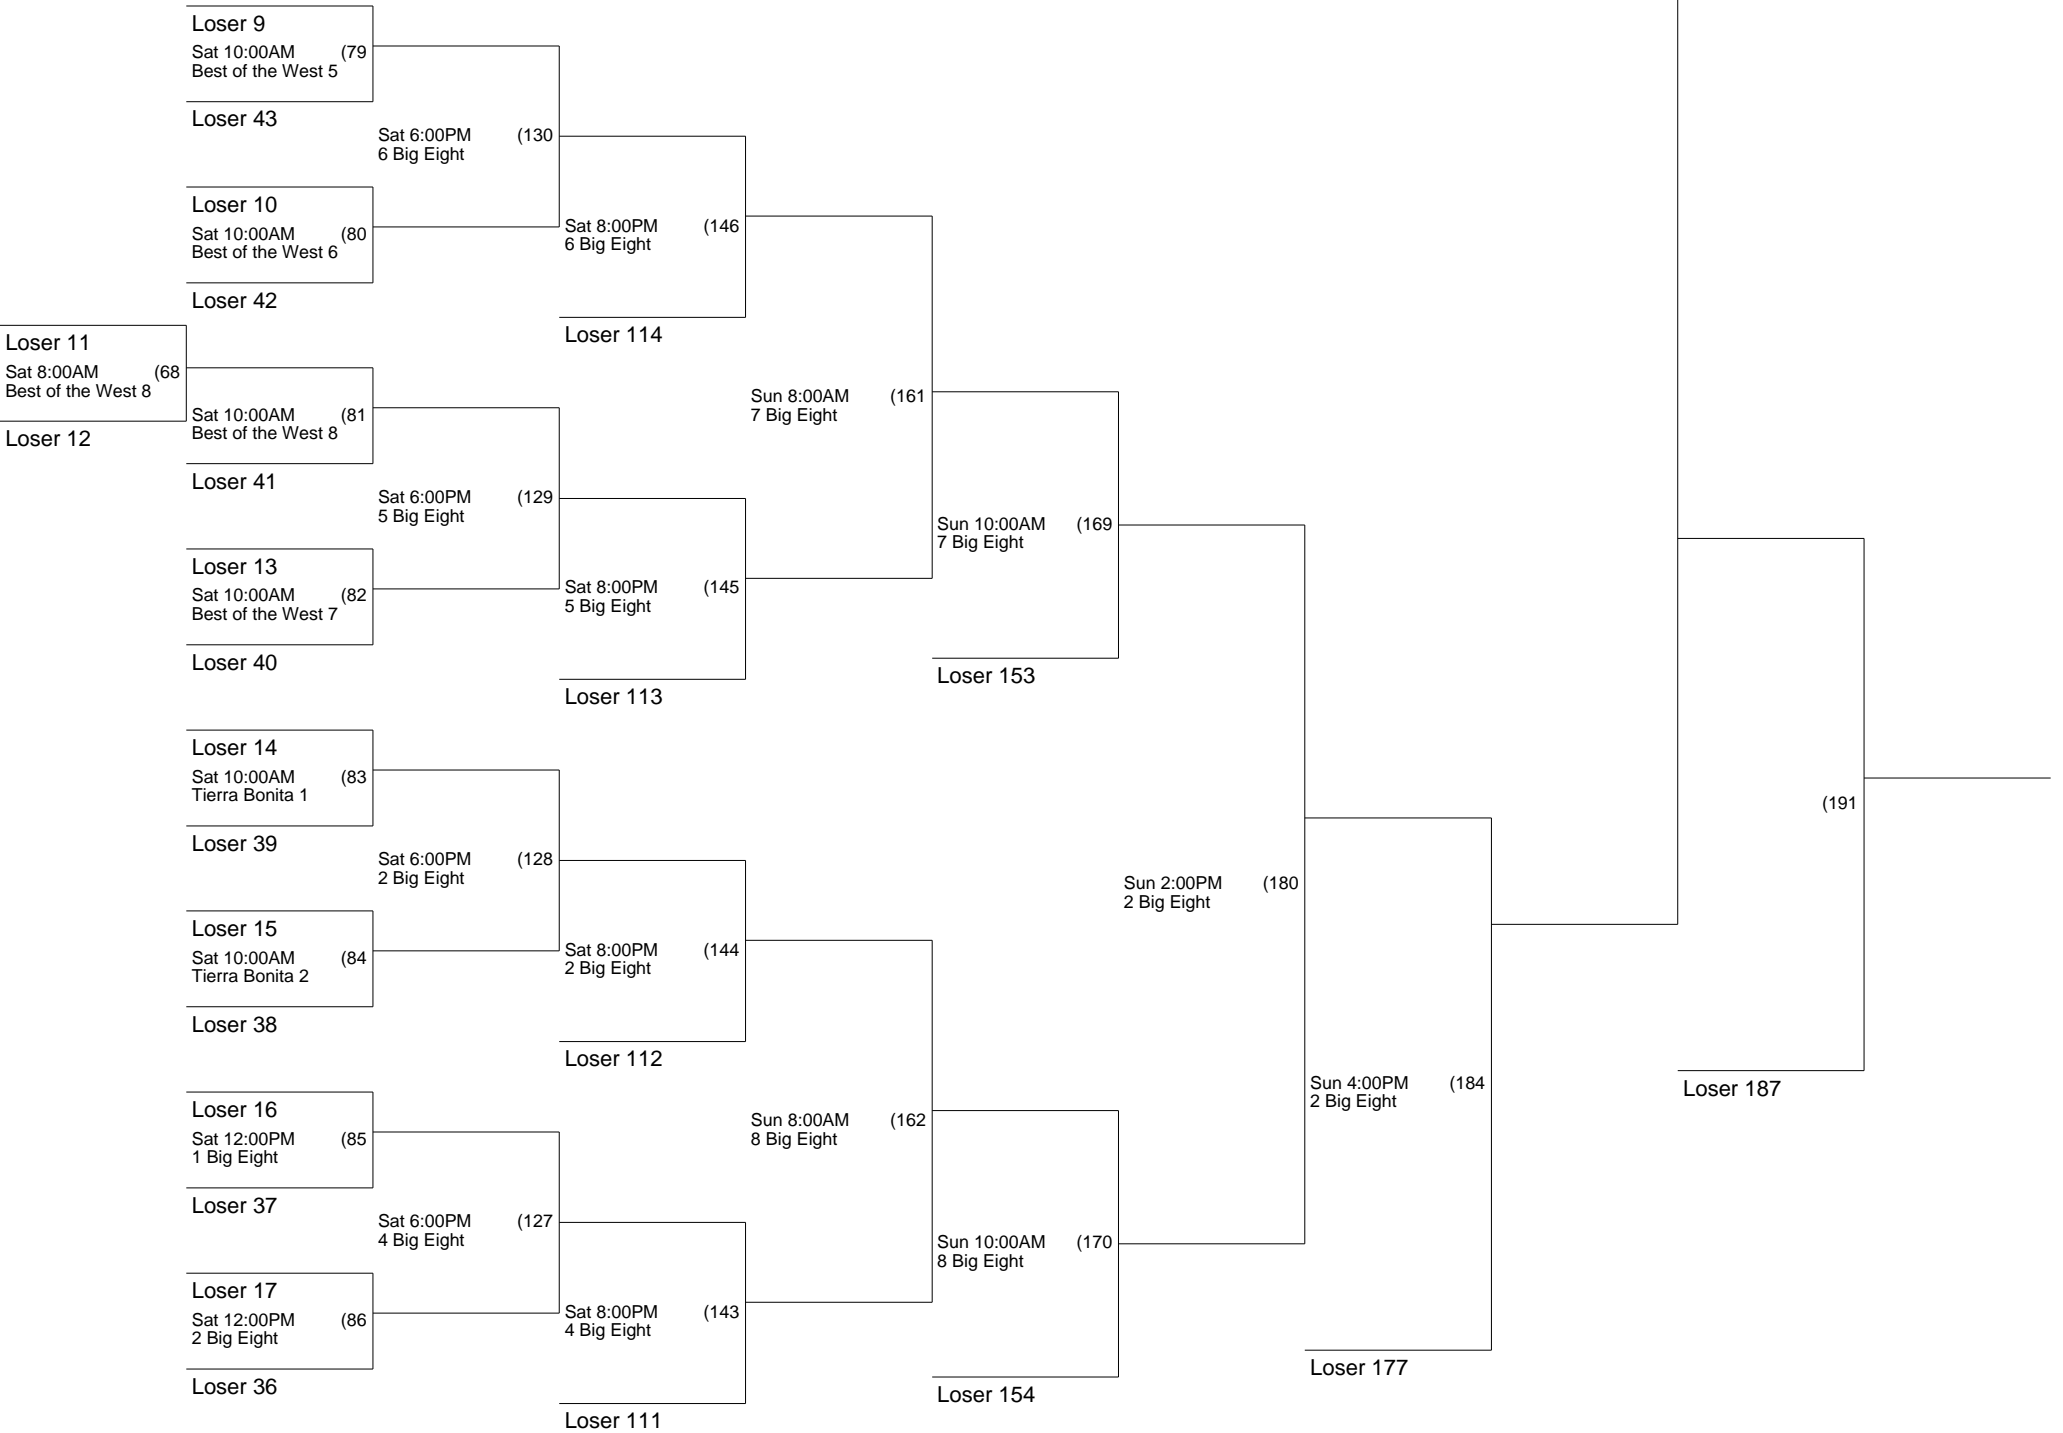 Loser 9
Sat 10:00AM (79
Best of the West 5
Loser 43
Sat 6:00PM (130
6 Big Eight
Loser 10
Sat 10:00AM (80
Best of the West 6
Loser 42
Sat 8:00PM (146
6 Big Eight
Loser 114
Loser 11
Sat 8:00AM (68
Best of the West 8
Loser 12
Sat 10:00AM (81
Best of the West 8
Loser 41
Sun 8:00AM (161
7 Big Eight
Sat 6:00PM (129
5 Big Eight
Loser 13
Sat 10:00AM (82
Best of the West 7
Loser 40
Sat 8:00PM (145
5 Big Eight
Loser 113
Sun 10:00AM (169
7 Big Eight
Loser 153
Loser 14
Sat 10:00AM (83
Tierra Bonita 1
Loser 39
Sat 6:00PM (128
2 Big Eight
Loser 15
Sat 10:00AM (84
Tierra Bonita 2
Loser 38
Sat 8:00PM (144
2 Big Eight
Loser 112
Sun 2:00PM (180
2 Big Eight
(191
Loser 16
Sat 12:00PM (85
1 Big Eight
Loser 37
Sun 8:00AM (162
8 Big Eight
Sun 4:00PM (184
2 Big Eight
Loser 187
Sat 6:00PM (127
4 Big Eight
Loser 17
Sat 12:00PM (86
2 Big Eight
Loser 36
Sat 8:00PM (143
4 Big Eight
Loser 111
Sun 10:00AM (170
8 Big Eight
Loser 154
Loser 177